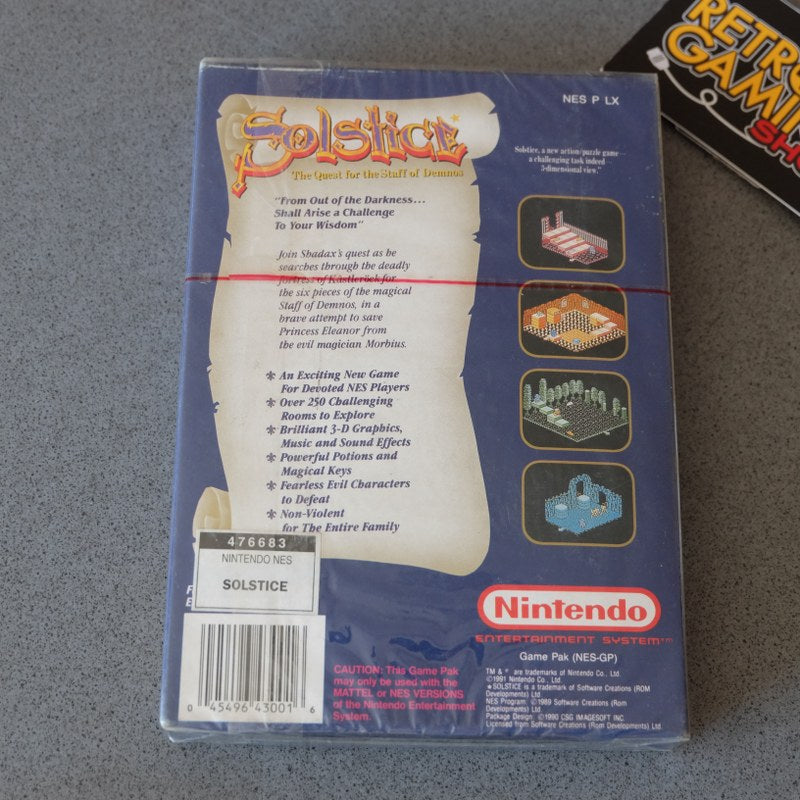 RETRO
GAMING
SH
NES P LX
Solstice
The Quest for the Staff of Demnos
Solstice, a new action/puzzle game—
a challenging task indeed
3-dimensional view."
"From Out of the Darkness...
Shall Arise a Challenge
To Your Wisdom"
Join Shadax's quest as he
searches through the deadly
fortress of Kâstleröck for
the six pieces of the magical
Staff of Demnos, in a
brave attempt to save
Princess Eleanor from
the evil magician Morbius.
An Exciting New Game
For Devoted NES Players
Over 250 Challenging
Rooms to Explore
Brilliant 3-D Graphics,
Music and Sound Effects
Powerful Potions and
Magical Keys
Fearless Evil Characters
to Defeat
Non-Violent
for The Entire Family
476683
NINTENDO NES
SOLSTICE
0 45496 43001 6
CAUTION: This Game Pak
may only be used with the
MATTEL or NES VERSIONS
of the Nintendo Entertainment
System.
Nintendo
ENTERTAINMENT SYSTEM™
Game Pak (NES-GP)
TM & ® are trademarks of Nintendo Co., Ltd.
©1991 Nintendo Co., Ltd.
SOLSTICE is a trademark of Software Creations (ROM
Developments) Ltd.
NES Program: ©1989 Software Creations (ROM
Developments) Ltd.
Package Design: ©1990 CSG IMAGESOFT INC.
Licensed from Software Creations (Rom Developments) Ltd.